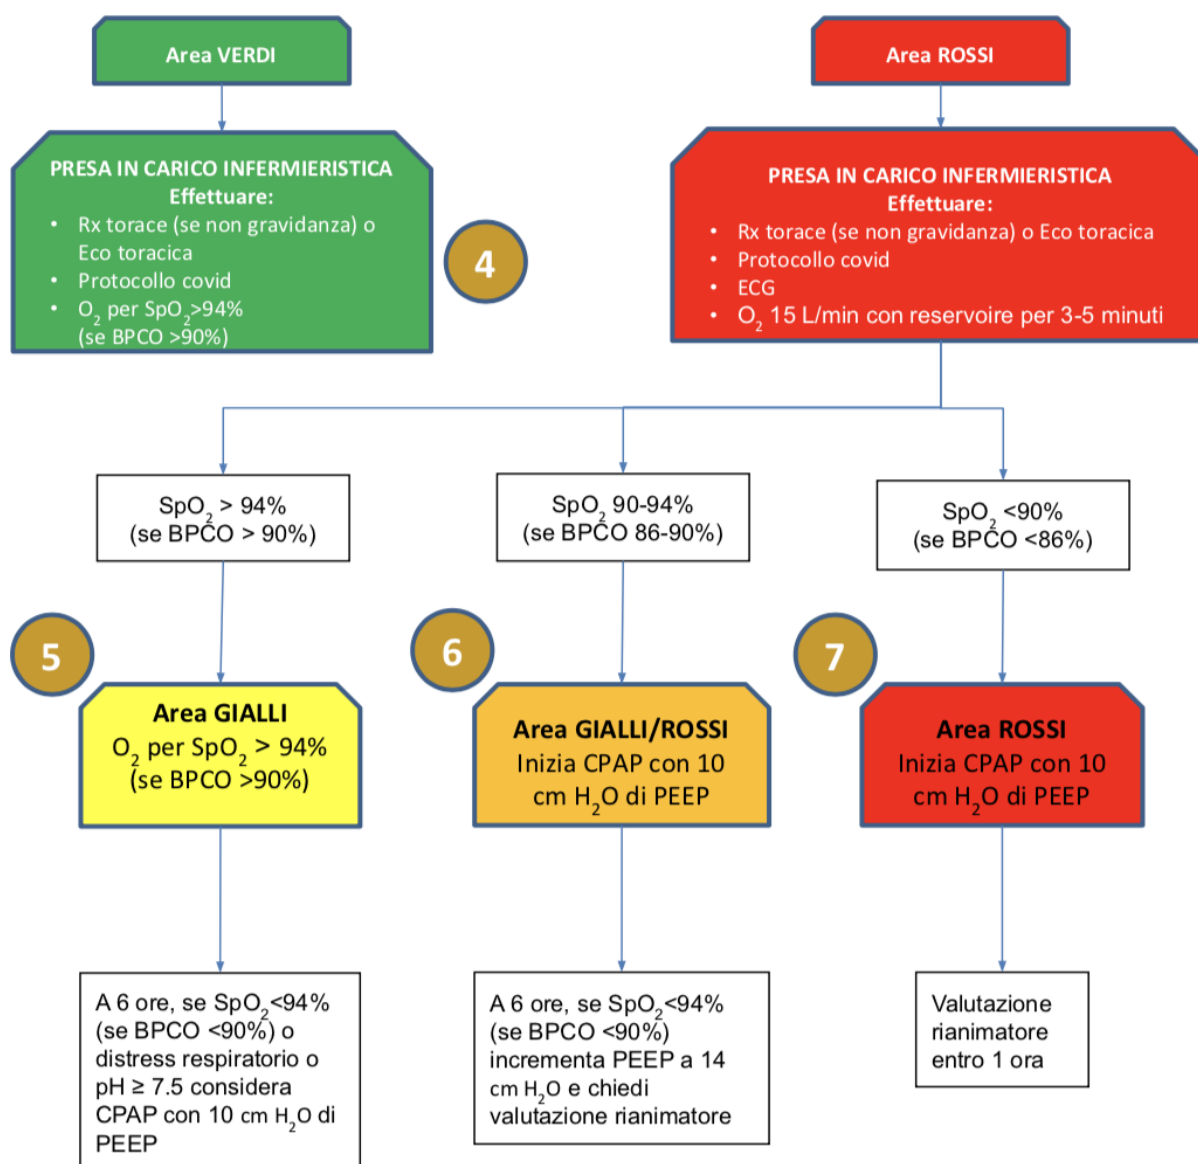 Area VERDI
Area ROSSI
PRESA IN CARICO INFERMIERISTICA
Effettuare:
• Rx torace (se non gravidanza) o
Eco toracica
• Protocollo covid
• O₂ per SpO₂>94%
(se BPCO >90%)
4
PRESA IN CARICO INFERMIERISTICA
Effettuare:
• Rx torace (se non gravidanza) o Eco toracica
• Protocollo covid
• ECG
• O₂ 15 L/min con reservoire per 3-5 minuti
SpO₂ > 94%
(se BPCO > 90%)
SpO₂ 90-94%
(se BPCO 86-90%)
SpO₂ <90%
(se BPCO <86%)
5
Area GIALLI
O₂ per SpO₂ > 94%
(se BPCO >90%)
6
Area GIALLI/ROSSI
Inizia CPAP con 10
cm H₂O di PEEP
7
Area ROSSI
Inizia CPAP con 10
cm H₂O di PEEP
A 6 ore, se SpO₂<94%
(se BPCO <90%) o
distress respiratorio o
pH ≥ 7.5 considera
CPAP con 10 cm H₂O di
PEEP
A 6 ore, se SpO₂<94%
(se BPCO <90%)
incrementa PEEP a 14
cm H₂O e chiedi
valutazione rianimatore
Valutazione
rianimatore
entro 1 ora